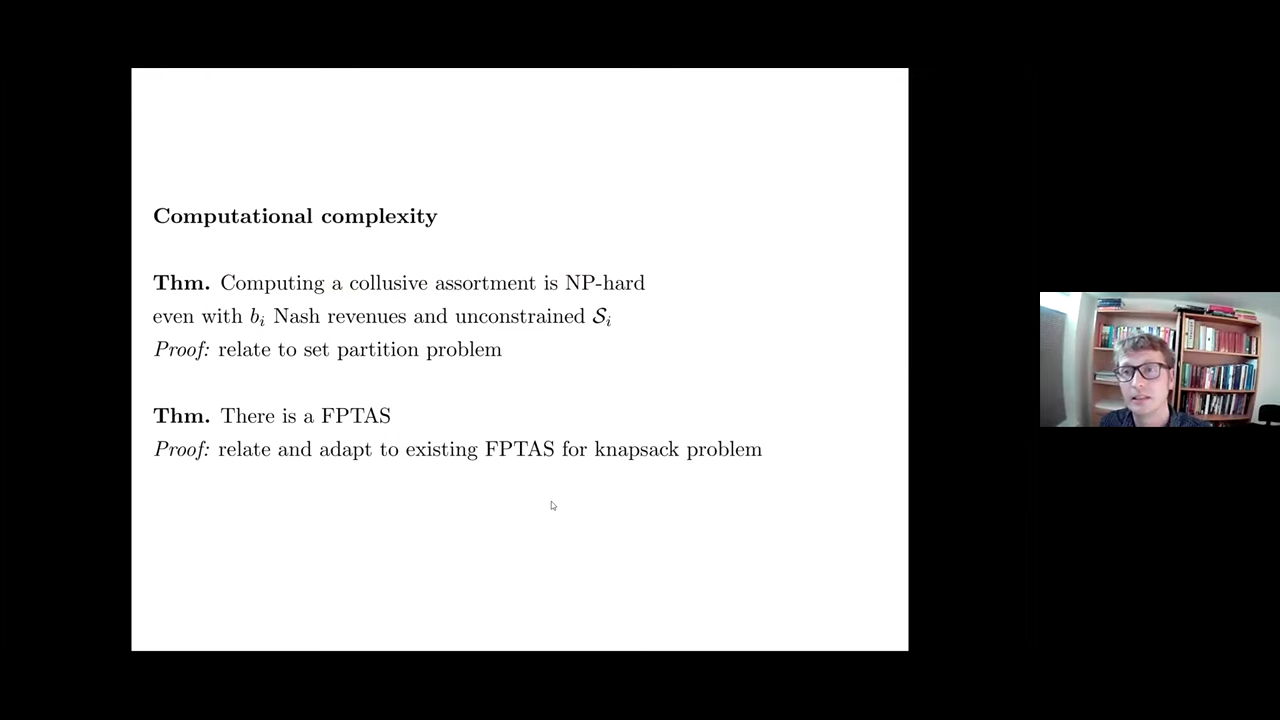 Computational complexity
Thm. Computing a collusive assortment is NP-hard
even with b_i Nash revenues and unconstrained 𝒮_i
Proof: relate to set partition problem
Thm. There is a FPTAS
Proof: relate and adapt to existing FPTAS for knapsack problem